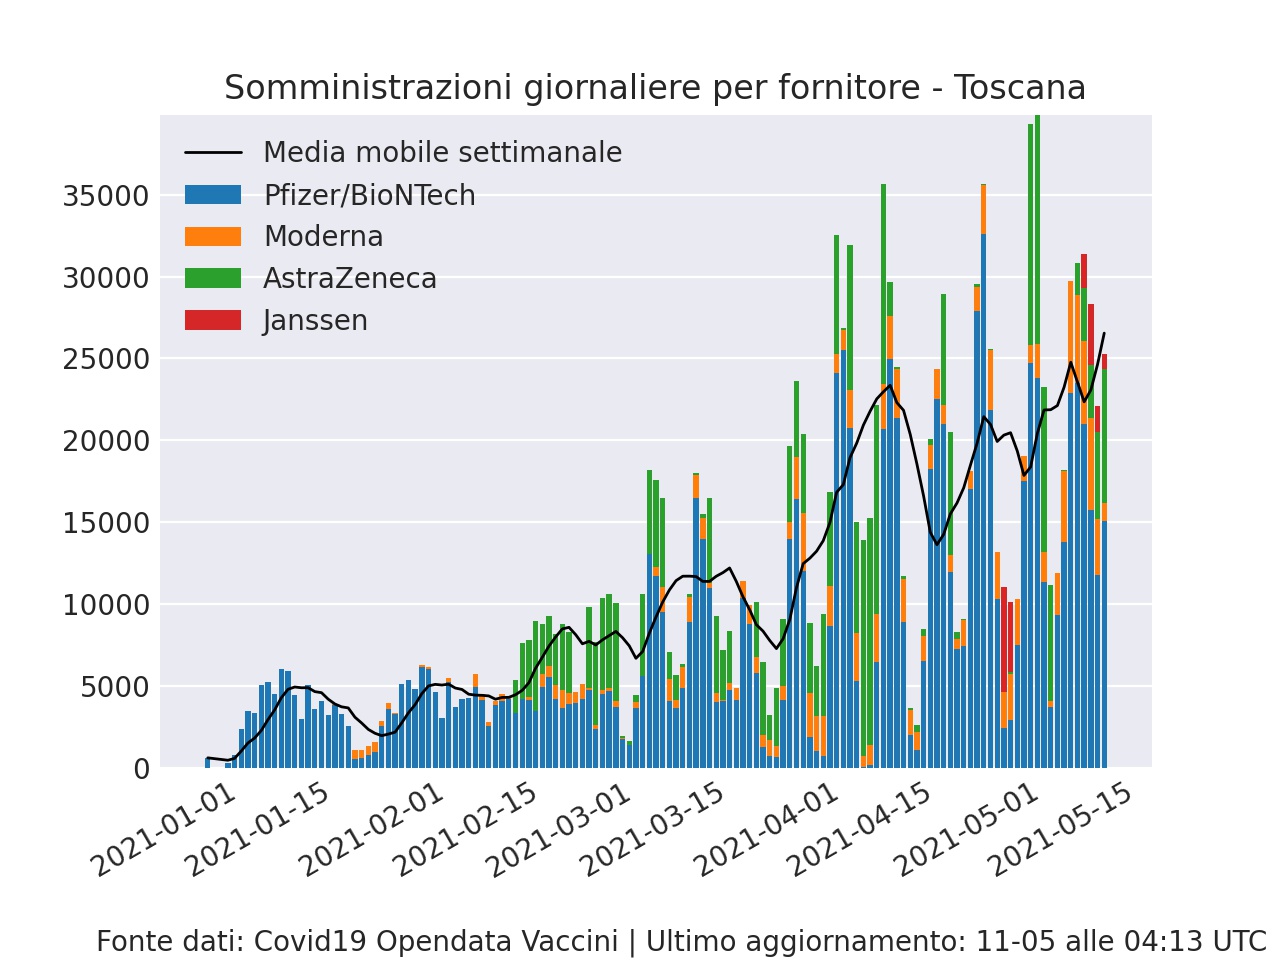 Somministrazioni giornaliere per fornitore - Toscana
Media mobile settimanale
Pfizer/BioNTech
Moderna
AstraZeneca
Janssen
35000
30000
25000
20000
15000
10000
5000
0
2021-01-01
2021-01-15
2021-02-01
2021-02-15
2021-03-01
2021-03-15
2021-04-01
2021-04-15
2021-05-01
2021-05-15
Fonte dati: Covid19 Opendata Vaccini | Ultimo aggiornamento: 11-05 alle 04:13 UTC